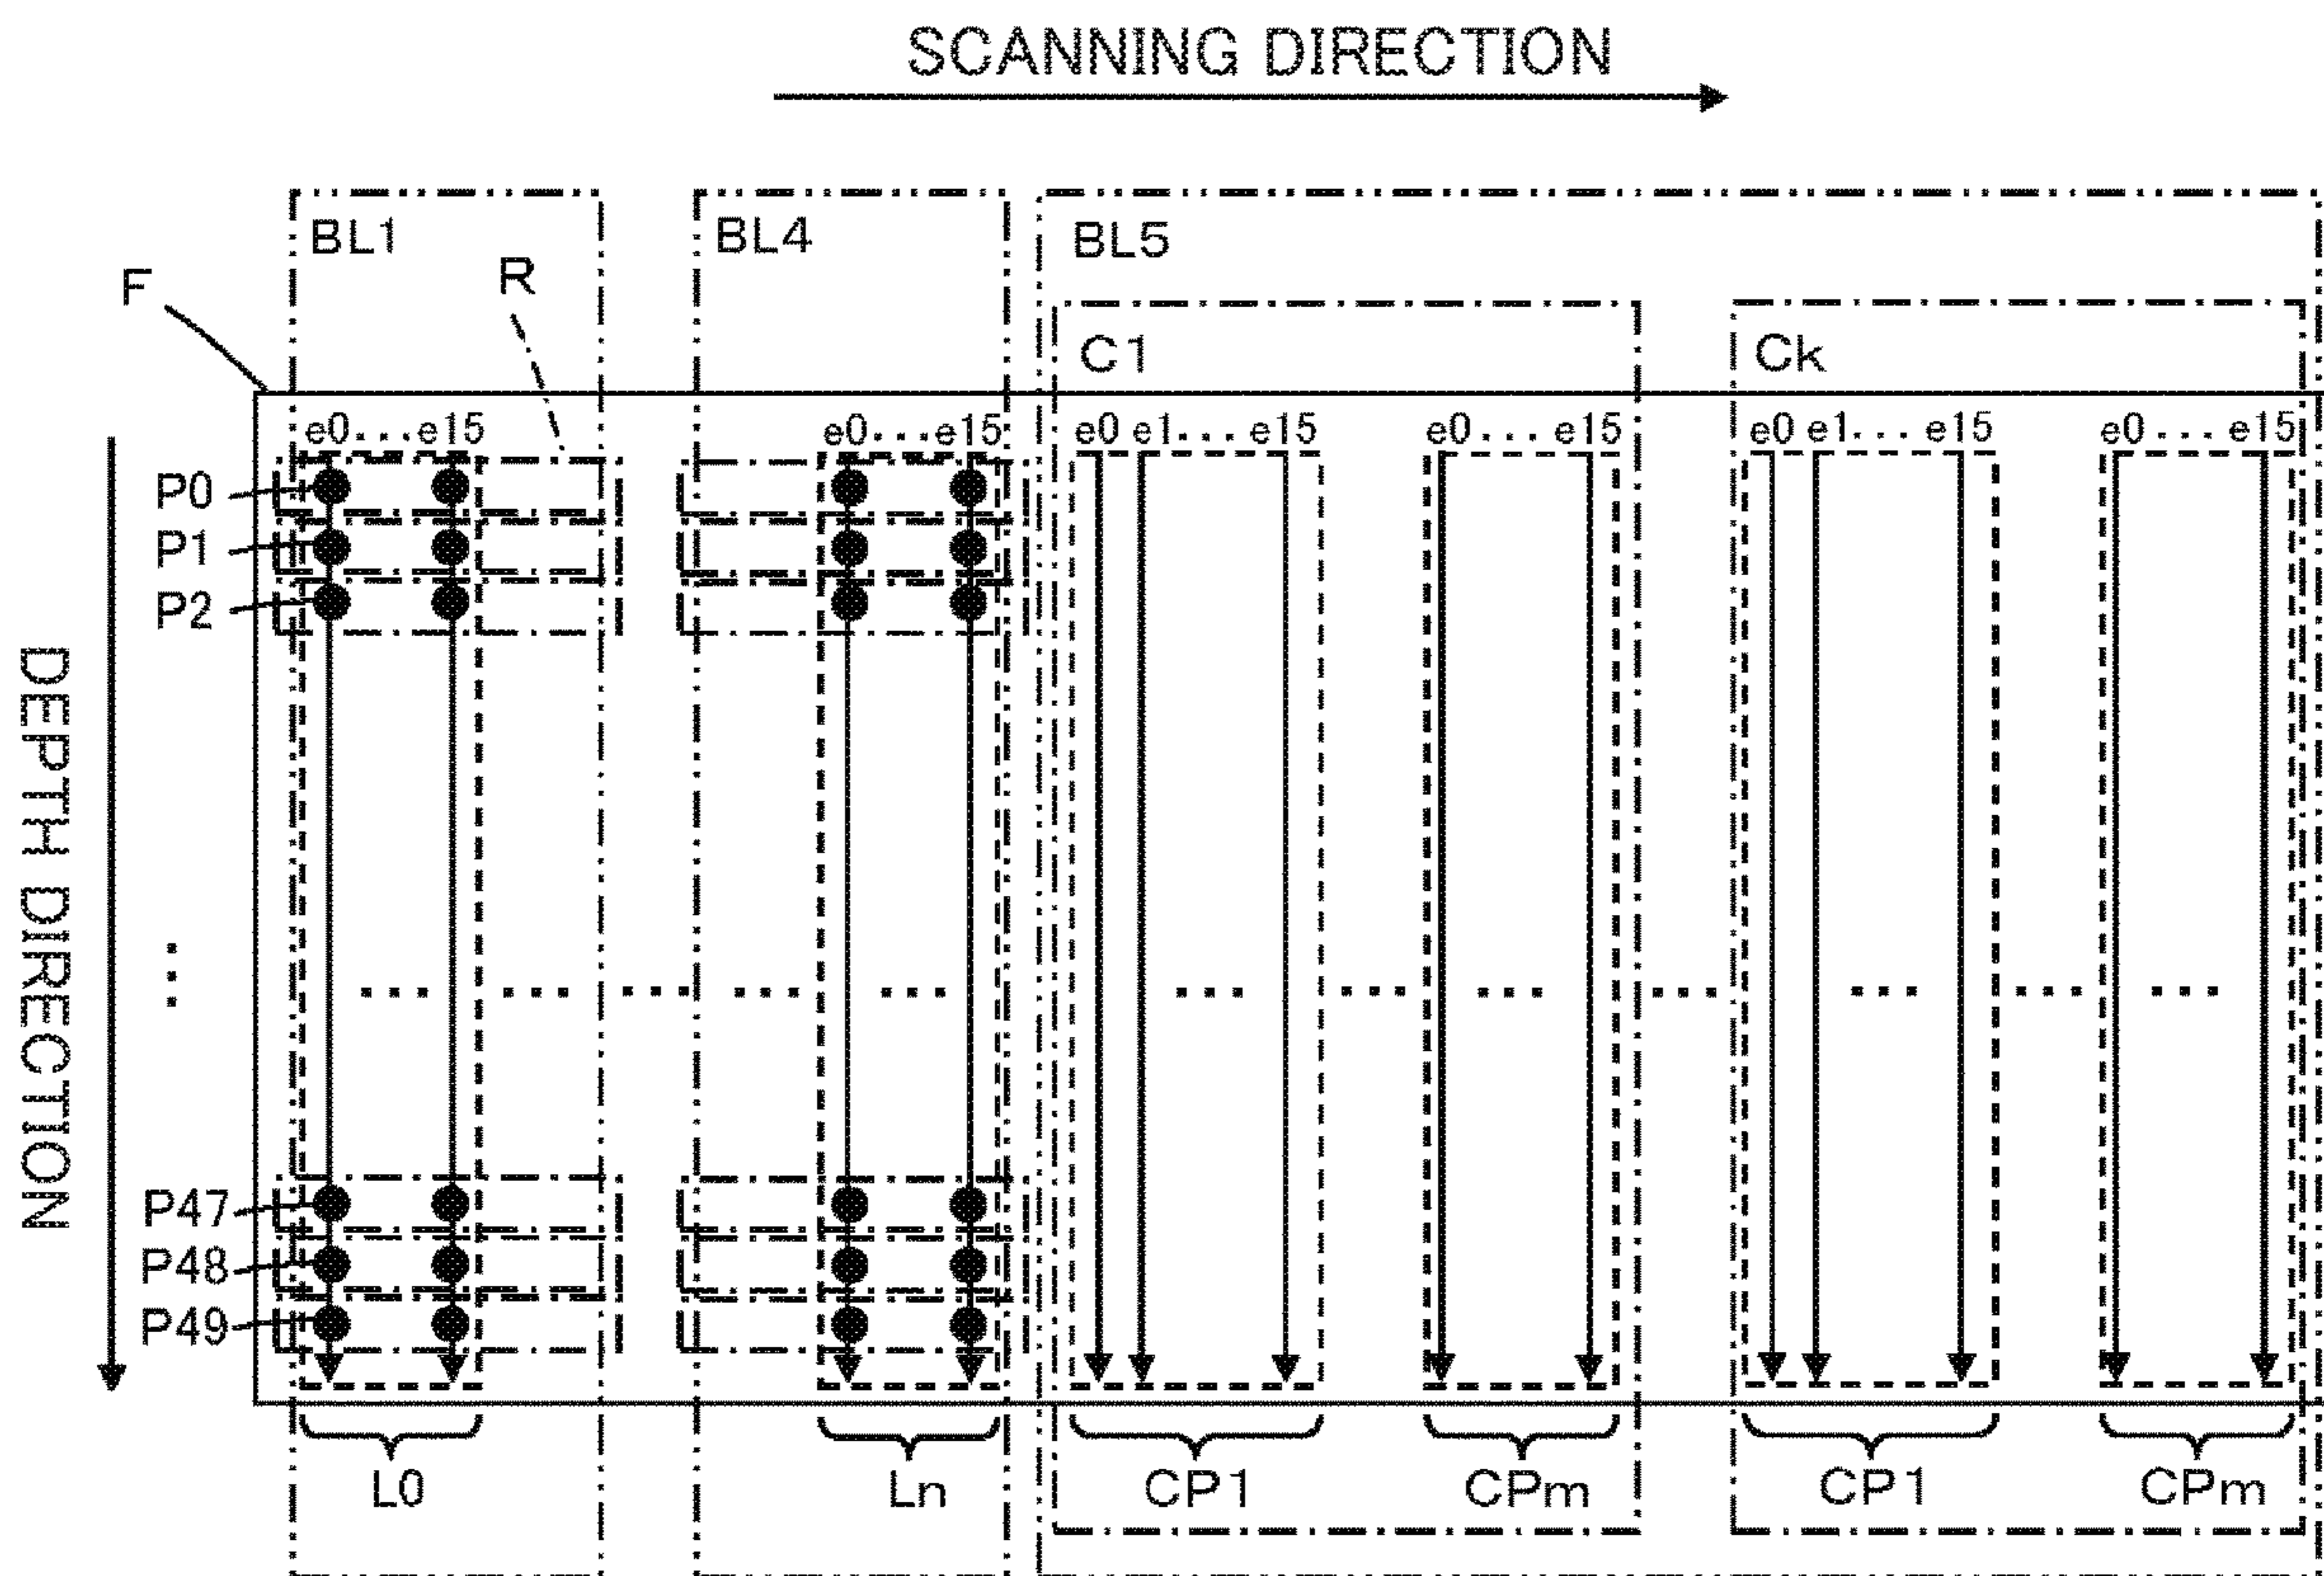 SCANNING DIRECTION
BL1 BL4 BL5
F R
C1 Ck
e0...e15 e0...e15 e0 e1...e15 e0...e15 e0 e1...e15 e0...e15
P0
P1
P2
DEPTH DIRECTION
P47
P48
P49
L0 Ln CP1 CPm CP1 CPm